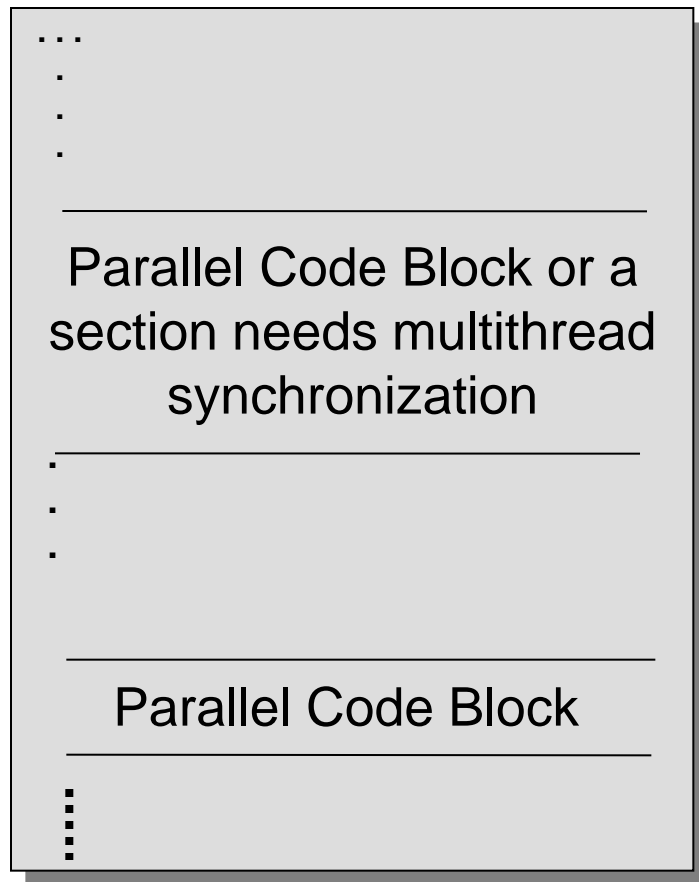 . . .
.
.
.
Parallel Code Block or a
section needs multithread
synchronization
.
.
.
Parallel Code Block
.
.
.
.
.